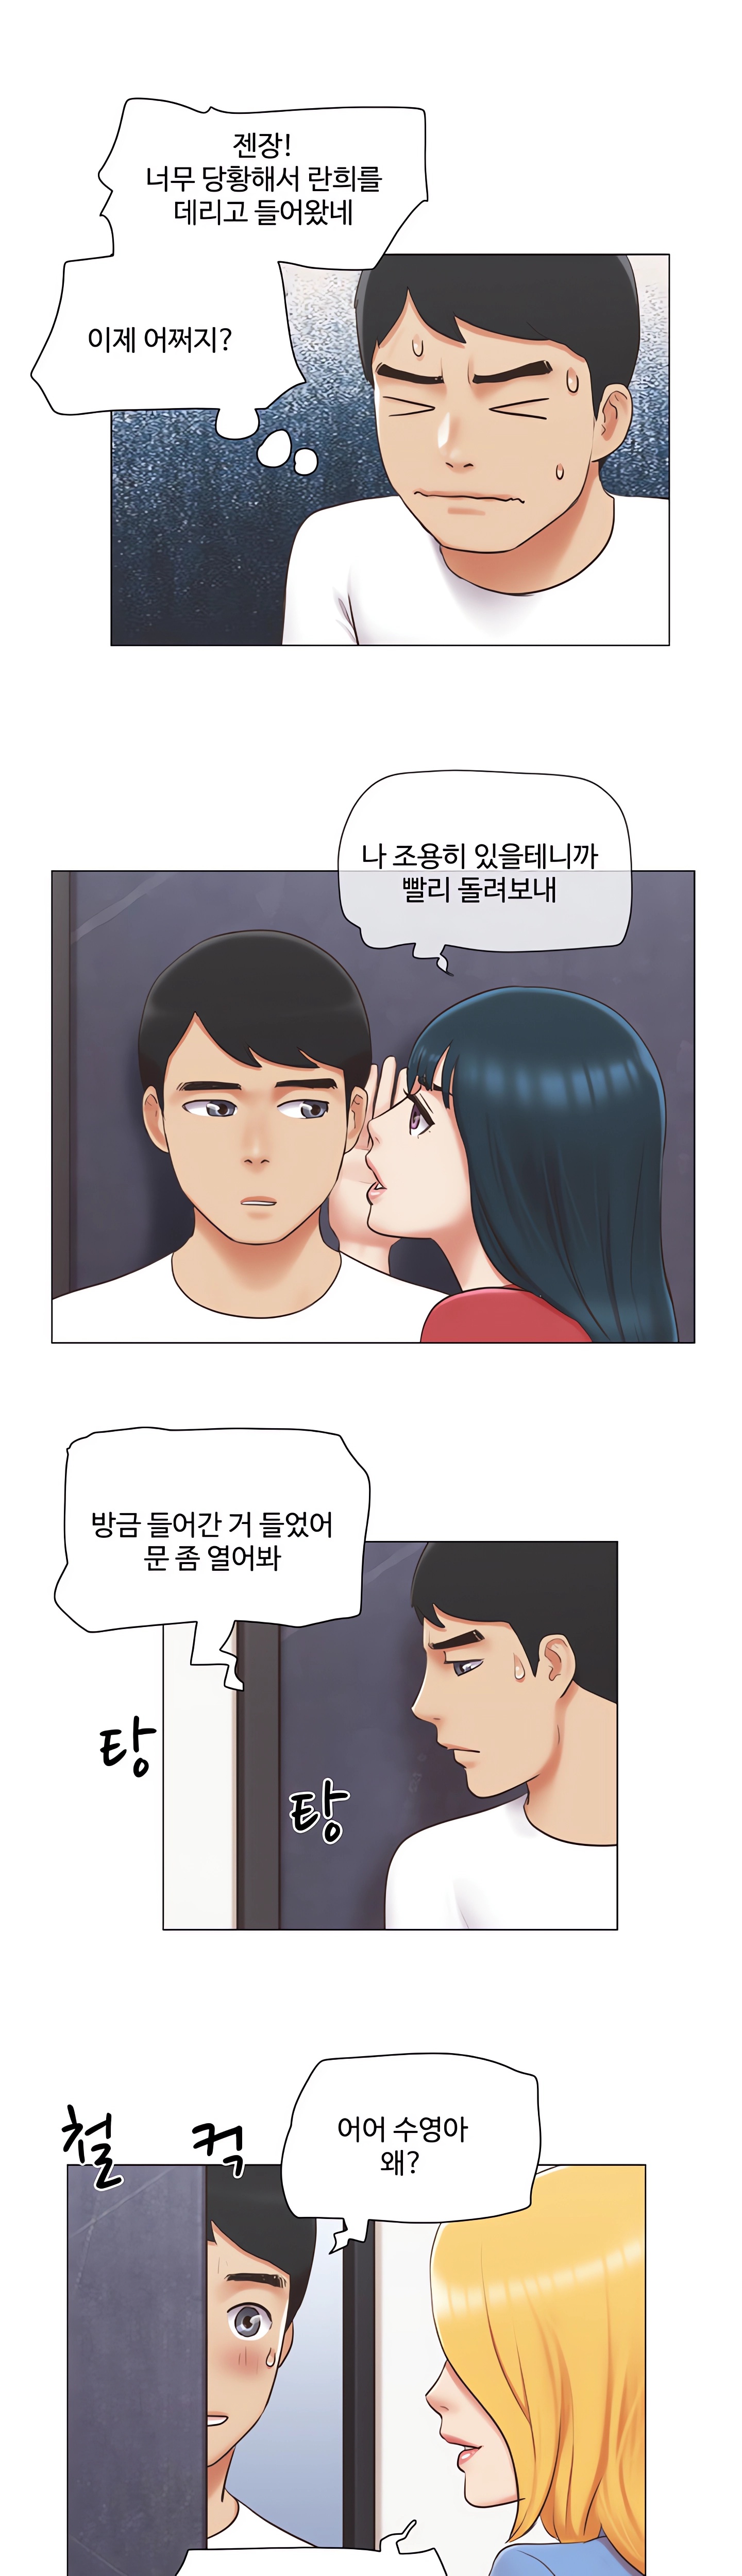 젠장!
너무 당황해서 란희를
데리고 들어왔네
이제 어쩌지?
나 조용히 있을테니까
빨리 돌려보내
방금 들어간 거 들었어
문 좀 열어봐
탕
탕
철 컥
어어 수영아
왜?